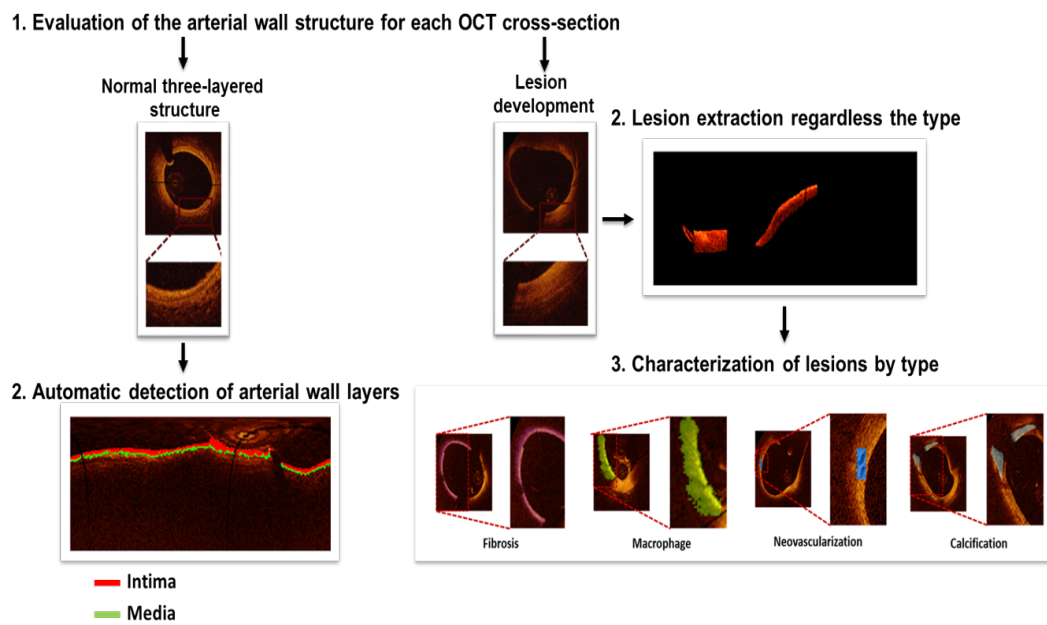 1. Evaluation of the arterial wall structure for each OCT cross-section
Normal three-layered
structure
Lesion
development
2. Lesion extraction regardless the type
2. Automatic detection of arterial wall layers
Intima
Media
3. Characterization of lesions by type
Fibrosis
Macrophage
Neovascularization
Calcification